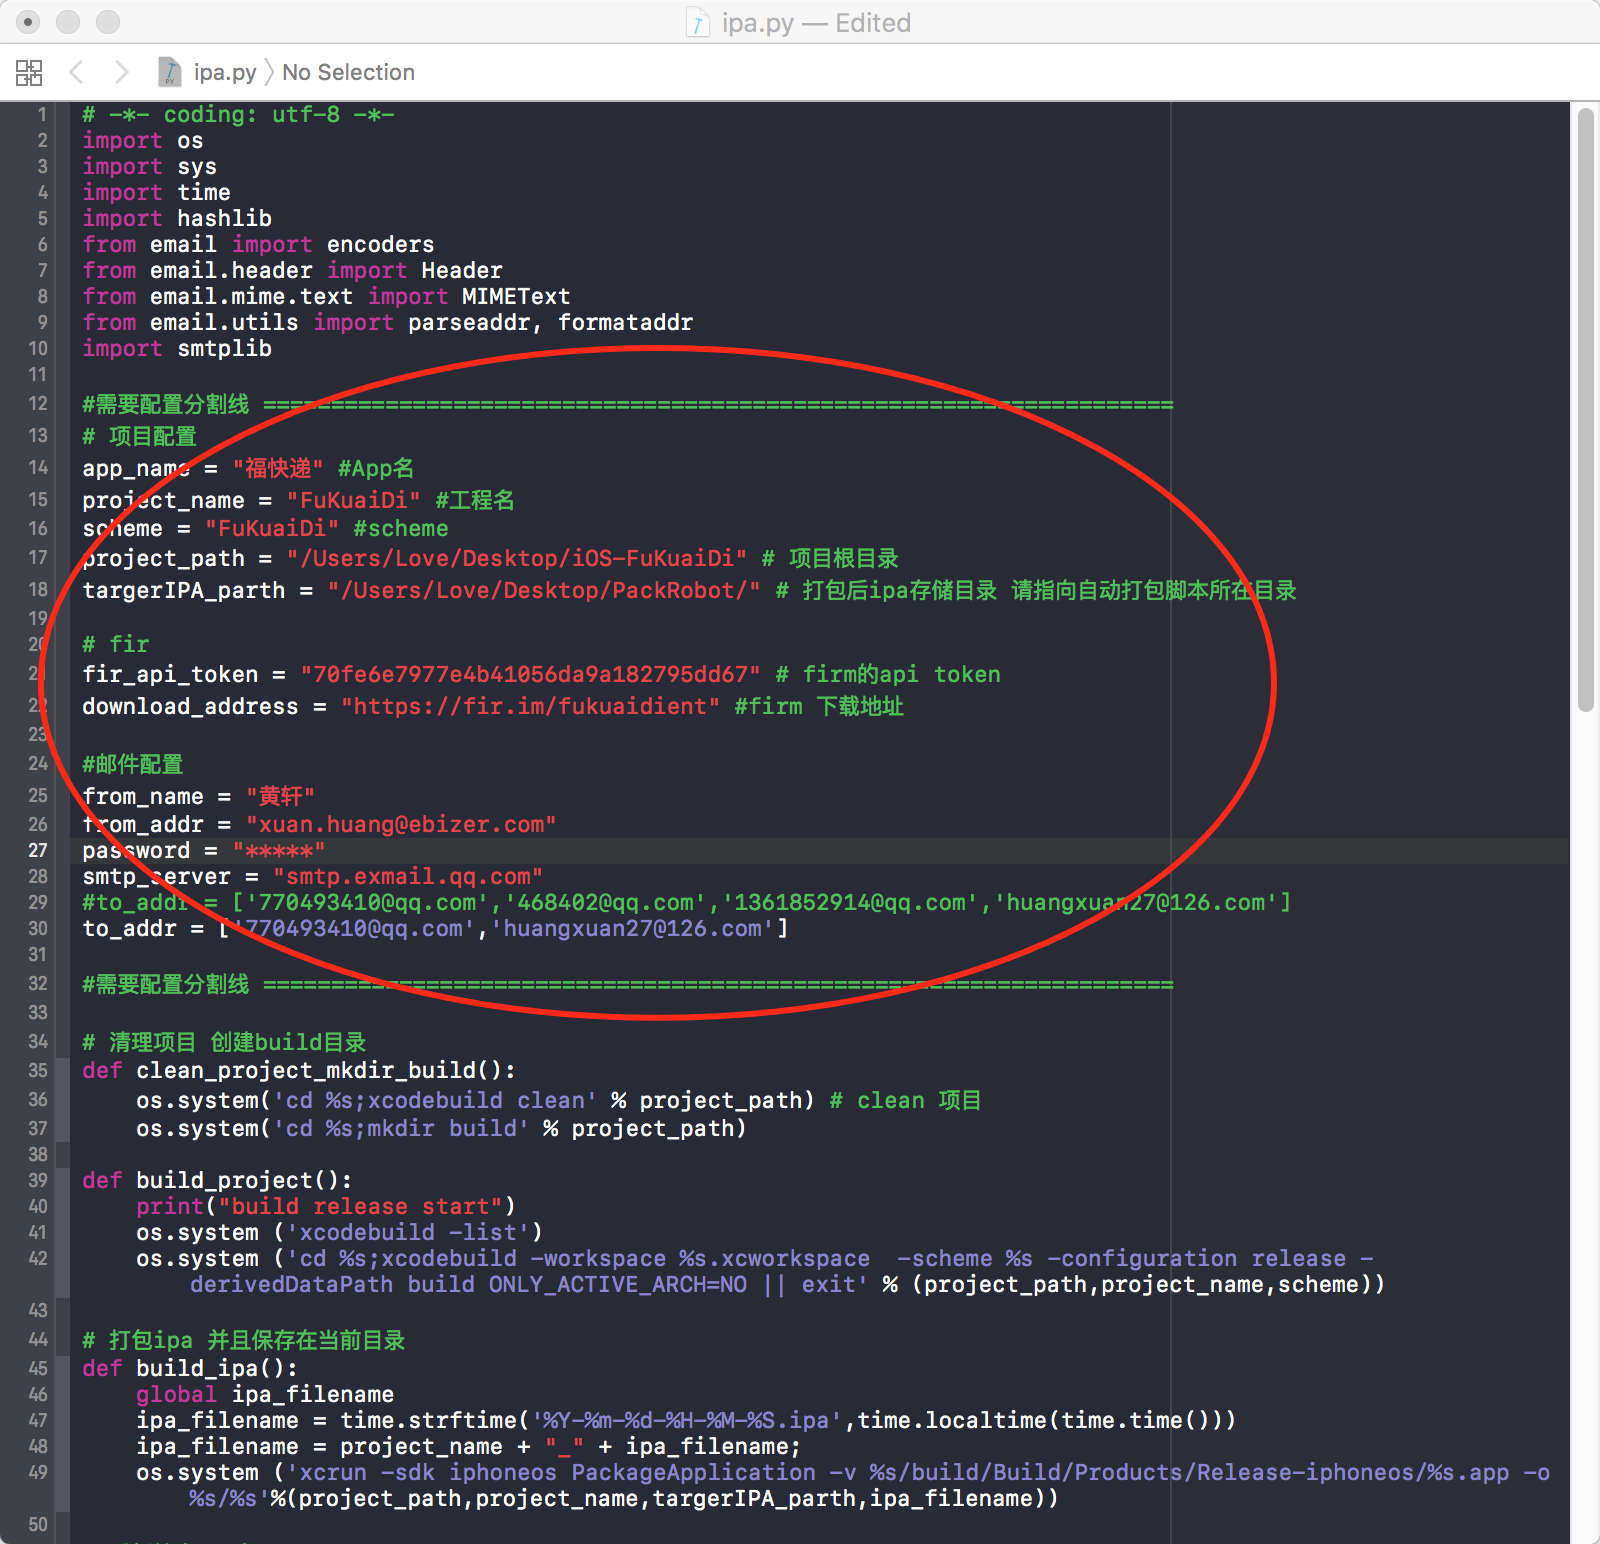 ipa.py — Edited
ipa.py 〉 No Selection
1 # -*- coding: utf-8 -*-
2 import os
3 import sys
4 import time
5 import hashlib
6 from email import encoders
7 from email.header import Header
8 from email.mime.text import MIMEText
9 from email.utils import parseaddr, formataddr
10 import smtplib
11
12 #需要配置分割线 ===================================================================
13 # 项目配置
14 app_name = "福快递" #App名
15 project_name = "FuKuaiDi" #工程名
16 scheme = "FuKuaiDi" #scheme
17 project_path = "/Users/Love/Desktop/iOS-FuKuaiDi" # 项目根目录
18 targerIPA_parth = "/Users/Love/Desktop/PackRobot/" # 打包后ipa存储目录 请指向自动打包脚本所在目录
19
20 # fir
21 fir_api_token = "70fe6e7977e4b41056da9a182795dd67" # firm的api token
22 download_address = "https://fir.im/fukuaidient" #firm 下载地址
23
24 #邮件配置
25 from_name = "黄轩"
26 from_addr = "xuan.huang@ebizer.com"
27 password = "*****"
28 smtp_server = "smtp.exmail.qq.com"
29 #to_addr = ['770493410@qq.com','468402@qq.com','1361852914@qq.com','huangxuan27@126.com']
30 to_addr = ['770493410@qq.com','huangxuan27@126.com']
31
32 #需要配置分割线 ===================================================================
33
34 # 清理项目 创建build目录
35 def clean_project_mkdir_build():
36     os.system('cd %s;xcodebuild clean' % project_path) # clean 项目
37     os.system('cd %s;mkdir build' % project_path)
38
39 def build_project():
40     print("build release start")
41     os.system ('xcodebuild -list')
42     os.system ('cd %s;xcodebuild -workspace %s.xcworkspace  -scheme %s -configuration release -
derivedDataPath build ONLY_ACTIVE_ARCH=NO || exit' % (project_path,project_name,scheme))
43
44 # 打包ipa 并且保存在当前目录
45 def build_ipa():
46     global ipa_filename
47     ipa_filename = time.strftime('%Y-%m-%d-%H-%M-%S.ipa',time.localtime(time.time()))
48     ipa_filename = project_name + "_" + ipa_filename;
49     os.system ('xcrun -sdk iphoneos PackageApplication -v %s/build/Build/Products/Release-iphoneos/%s.app -o
%s/%s'%(project_path,project_name,targerIPA_parth,ipa_filename))
50